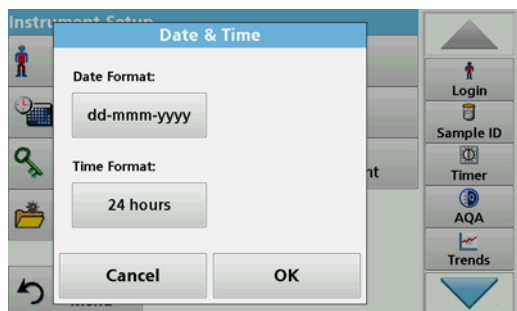 Instrument Setup
Date & Time
Date Format:
dd-mmm-yyyy
Time Format:
24 hours
Cancel
OK
Menu
Login
Sample ID
Timer
AQA
Trends